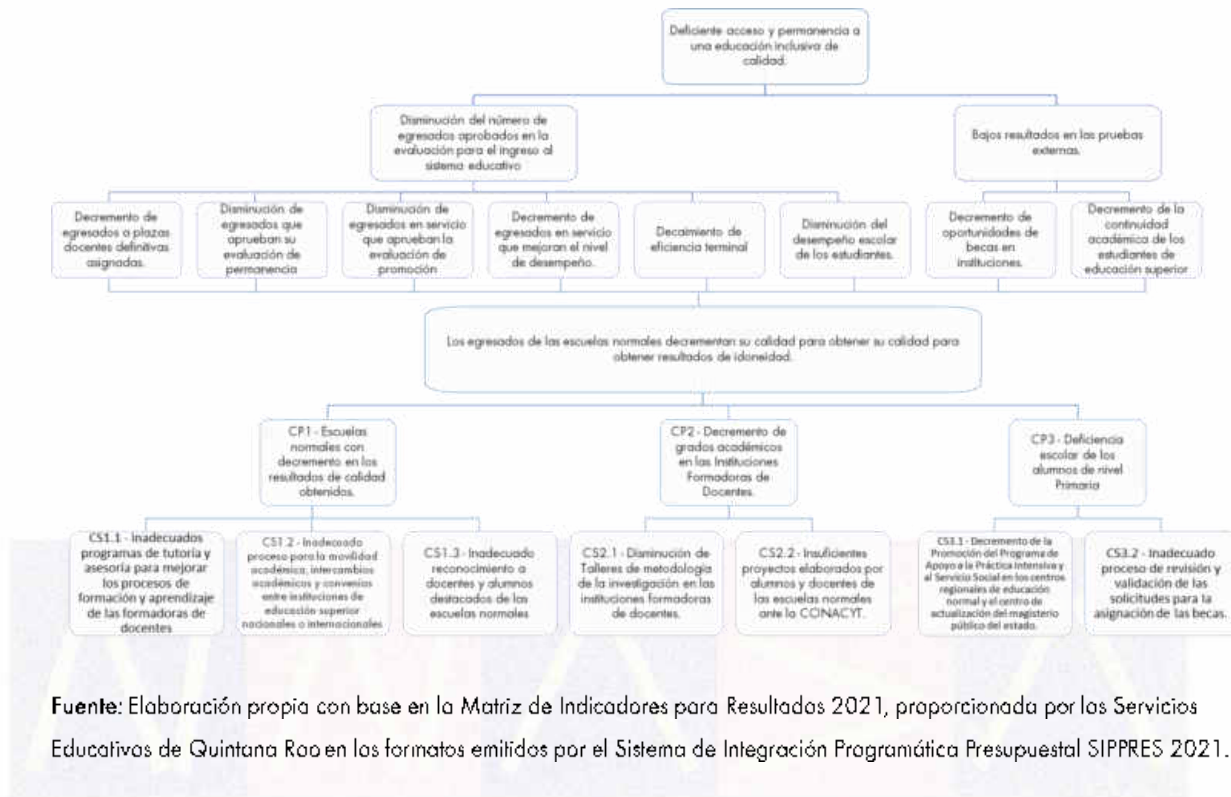 Deficiente acceso y permanencia a
una educación inclusiva de
calidad.
Disminución del número de
egresados aprobados en la
evaluación para el ingreso al
sistema educativo
Bajos resultados en las pruebas
externas.
Decremento de
egresados a plazas
docentes definitivas
asignadas.
Disminución de
egresados que
aprueban su
evaluación de
permanencia
Disminución de
egresados en servicio
que aprueban la
evaluación de
promoción
Decremento de
egresados en servicio
que mejoran el nivel
de desempeño.
Decaimiento de
eficiencia terminal
Disminución del
desempeño escolar
de los estudiantes.
Decremento de
oportunidades de
becas en
instituciones.
Decremento de la
continuidad
académica de los
estudiantes de
educación superior
Los egresados de las escuelas normales decrementan su calidad para obtener su calidad para
obtener resultados de idoneidad.
CP1 - Escuelas
normales con
decremento en los
resultados de calidad
obtenidos.
CP2 - Decremento de
grados académicos
en las Instituciones
Formadoras de
Docentes.
CP3 - Deficiencia
escolar de los
alumnos de nivel
Primaria
CS1.1 - Inadecuados
programas de tutoría y
asesoría para mejorar
los procesos de
formación y aprendizaje
de las formadoras de
docentes
CS1.2 - Inadecuado
proceso para la movilidad
académica, intercambios
académicos y convenios
entre instituciones de
educación superior
nacionales o internacionales
CS1.3 - Inadecuado
reconocimiento a
docentes y alumnos
destacados de las
escuelas normales
CS2.1 - Disminución de
Talleres de metodología
de la investigación en las
instituciones formadoras
de docentes.
CS2.2 - Insuficientes
proyectos elaborados por
alumnos y docentes de
las escuelas normales
ante la CONACYT.
CS3.1 - Decremento de la
Promoción del Programa de
Apoyo a la Práctica Intensiva y
al Servicio Social en los centros
regionales de educación
normal y el centro de
actualización del magisterio
público del estado.
CS3.2 - Inadecuado
proceso de revisión y
validación de las
solicitudes para la
asignación de las becas.
Fuente: Elaboración propia con base en la Matriz de Indicadores para Resultados 2021, proporcionada por los Servicios
Educativos de Quintana Roo en los formatos emitidos por el Sistema de Integración Programática Presupuestal SIPPRES 2021.